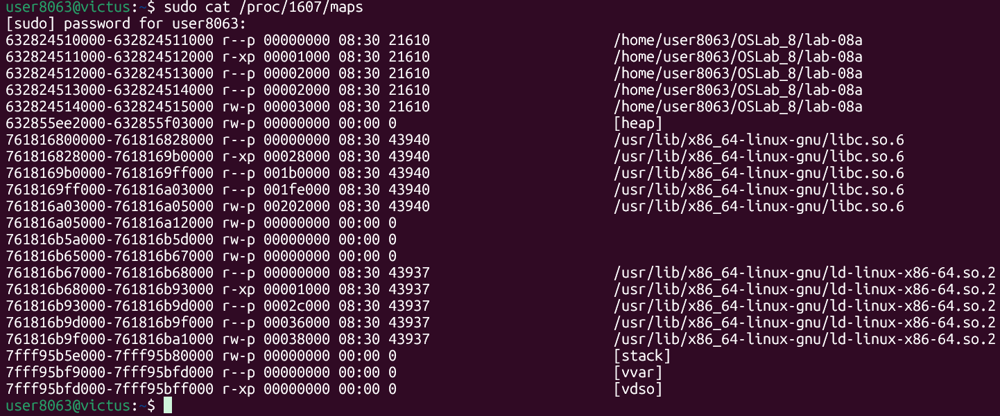 user8063@victus:~$ sudo cat /proc/1607/maps
[sudo] password for user8063:
632824510000-632824511000 r--p 00000000 08:30 21610 /home/user8063/OSLab_8/lab-08a
632824511000-632824512000 r-xp 00001000 08:30 21610 /home/user8063/OSLab_8/lab-08a
632824512000-632824513000 r--p 00002000 08:30 21610 /home/user8063/OSLab_8/lab-08a
632824513000-632824514000 r--p 00002000 08:30 21610 /home/user8063/OSLab_8/lab-08a
632824514000-632824515000 rw-p 00003000 08:30 21610 /home/user8063/OSLab_8/lab-08a
632855ee2000-632855f03000 rw-p 00000000 00:00 0 [heap]
761816800000-761816828000 r--p 00000000 08:30 43940 /usr/lib/x86_64-linux-gnu/libc.so.6
761816828000-7618169b0000 r-xp 00028000 08:30 43940 /usr/lib/x86_64-linux-gnu/libc.so.6
7618169b0000-7618169ff000 r--p 001b0000 08:30 43940 /usr/lib/x86_64-linux-gnu/libc.so.6
7618169ff000-761816a03000 r--p 001fe000 08:30 43940 /usr/lib/x86_64-linux-gnu/libc.so.6
761816a03000-761816a05000 rw-p 00202000 08:30 43940 /usr/lib/x86_64-linux-gnu/libc.so.6
761816a05000-761816a12000 rw-p 00000000 00:00 0
761816b5a000-761816b5d000 rw-p 00000000 00:00 0
761816b65000-761816b67000 rw-p 00000000 00:00 0
761816b67000-761816b68000 r--p 00000000 08:30 43937 /usr/lib/x86_64-linux-gnu/ld-linux-x86-64.so.2
761816b68000-761816b93000 r-xp 00001000 08:30 43937 /usr/lib/x86_64-linux-gnu/ld-linux-x86-64.so.2
761816b93000-761816b9d000 r--p 0002c000 08:30 43937 /usr/lib/x86_64-linux-gnu/ld-linux-x86-64.so.2
761816b9d000-761816b9f000 r--p 00036000 08:30 43937 /usr/lib/x86_64-linux-gnu/ld-linux-x86-64.so.2
761816b9f000-761816ba1000 rw-p 00038000 08:30 43937 /usr/lib/x86_64-linux-gnu/ld-linux-x86-64.so.2
7fff95b5e000-7fff95b80000 rw-p 00000000 00:00 0 [stack]
7fff95bf9000-7fff95bfd000 r--p 00000000 00:00 0 [vvar]
7fff95bfd000-7fff95bff000 r-xp 00000000 00:00 0 [vdso]
user8063@victus:~$